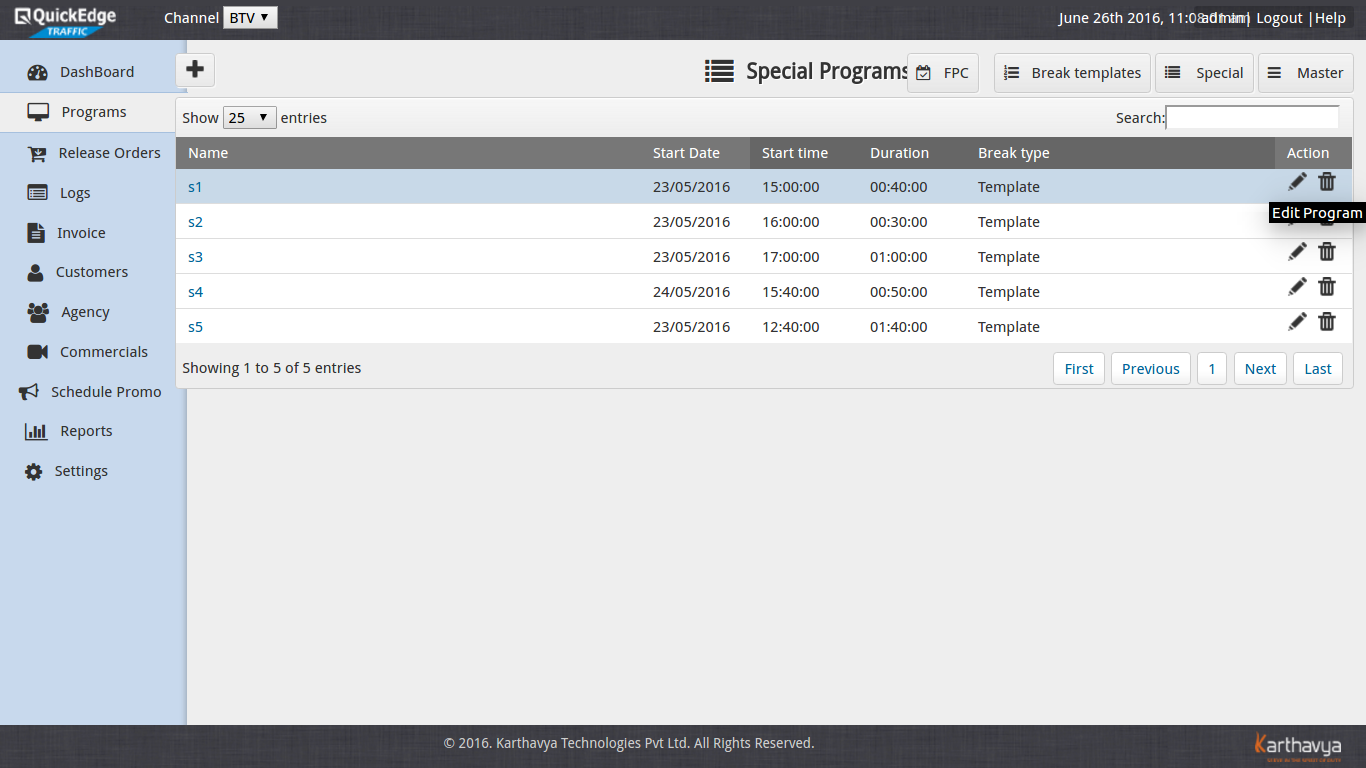 QuickEdge
TRAFFIC
Channel BTV
June 26th 2016, 11:08 admin| Logout |Help
DashBoard
Programs
Release Orders
Logs
Invoice
Customers
Agency
Commercials
Schedule Promo
Reports
Settings
Special Programs
FPC
Break templates
Special
Master
Show 25 entries
Search:
Name Start Date Start time Duration Break type Action
s1 23/05/2016 15:00:00 00:40:00 Template
Edit Program
s2 23/05/2016 16:00:00 00:30:00 Template
s3 23/05/2016 17:00:00 01:00:00 Template
s4 24/05/2016 15:40:00 00:50:00 Template
s5 23/05/2016 12:40:00 01:40:00 Template
Showing 1 to 5 of 5 entries
First Previous 1 Next Last
© 2016. Karthavya Technologies Pvt Ltd. All Rights Reserved.
Karthavya